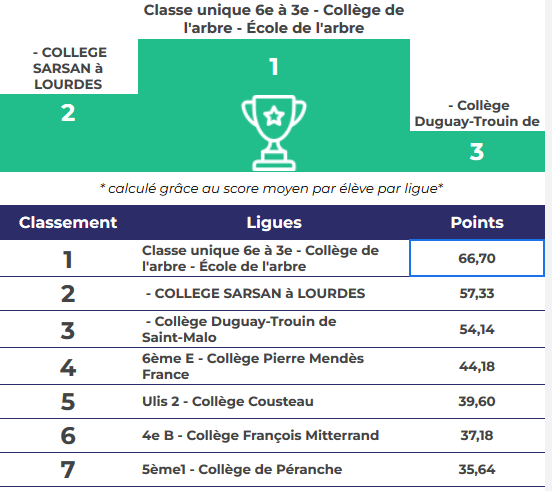 Classe unique 6e à 3e - Collège de
l'arbre - École de l'arbre
- COLLEGE
SARSAN à
LOURDES
2
1
- Collège
Duguay-Trouin de
3
* calculé grâce au score moyen par élève par ligue*
Classement Ligues Points
1 Classe unique 6e à 3e - Collège de
l'arbre - École de l'arbre 66,70
2 - COLLEGE SARSAN à LOURDES 57,33
3 - Collège Duguay-Trouin de
Saint-Malo 54,14
4 6ème E - Collège Pierre Mendès
France 44,18
5 Ulis 2 - Collège Cousteau 39,60
6 4e B - Collège François Mitterrand 37,18
7 5ème1 - Collège de Péranche 35,64